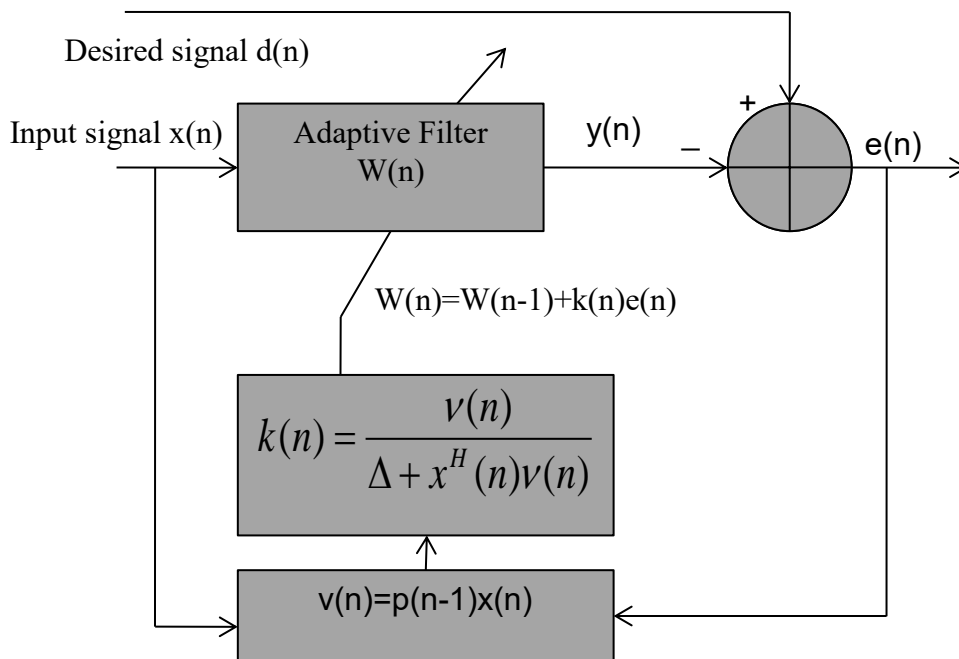 Desired signal d(n)
+
Input signal x(n)
Adaptive Filter
W(n)
y(n)
–
e(n)
W(n)=W(n-1)+k(n)e(n)
k(n) = ν(n) / Δ + x^H (n)ν(n)
v(n)=p(n-1)x(n)